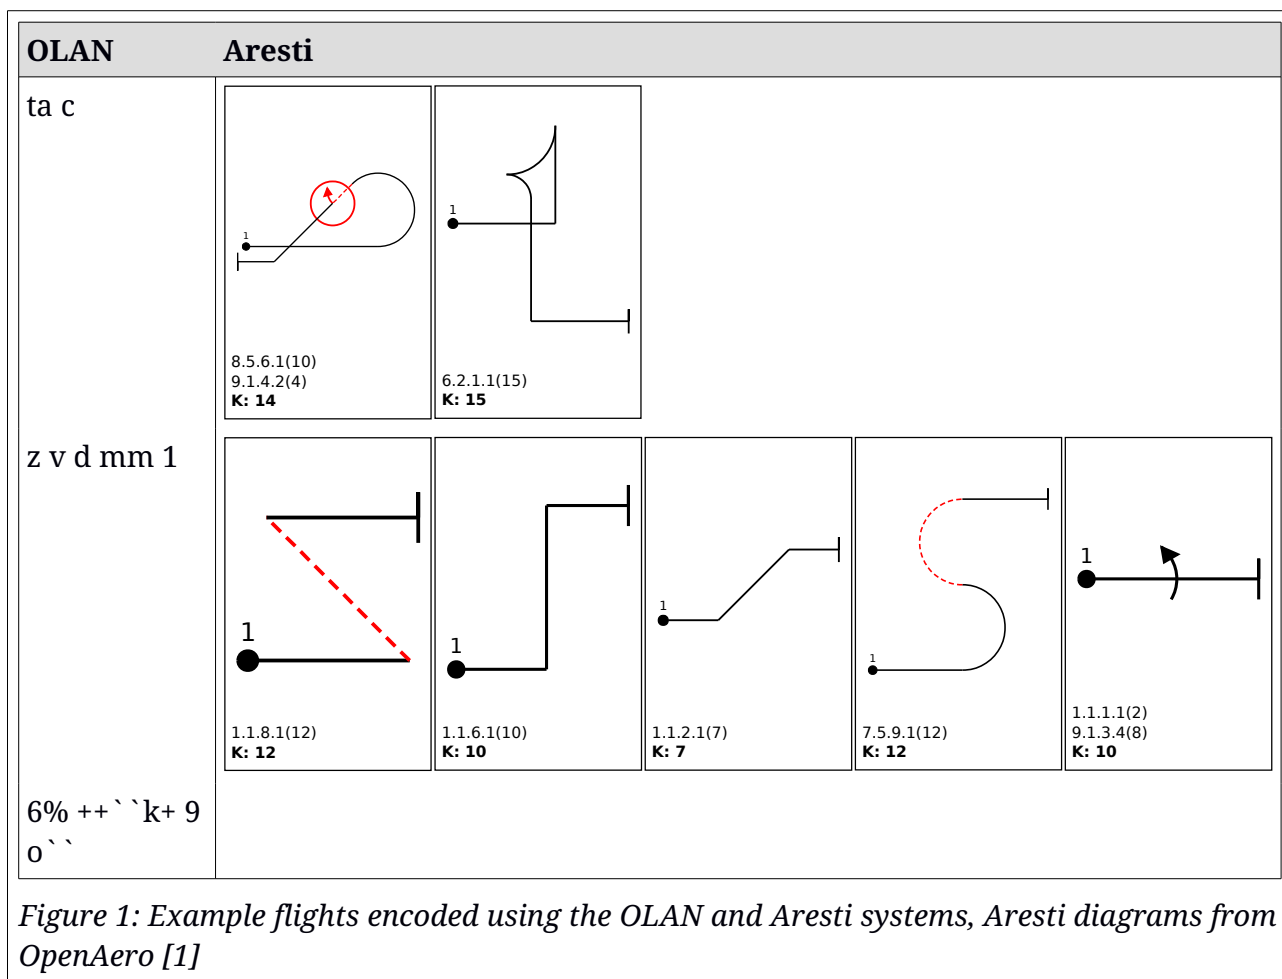 OLAN Aresti
ta c
1
1
8.5.6.1(10)
9.1.4.2(4)
K: 14
6.2.1.1(15)
K: 15
z v d mm 1
1
1
1
1
1
1.1.8.1(12)
K: 12
1.1.6.1(10)
K: 10
1.1.2.1(7)
K: 7
7.5.9.1(12)
K: 12
1.1.1.1(2)
9.1.3.4(8)
K: 10
6% ++``k+ 9
o``
Figure 1: Example flights encoded using the OLAN and Aresti systems, Aresti diagrams from
OpenAero [1]